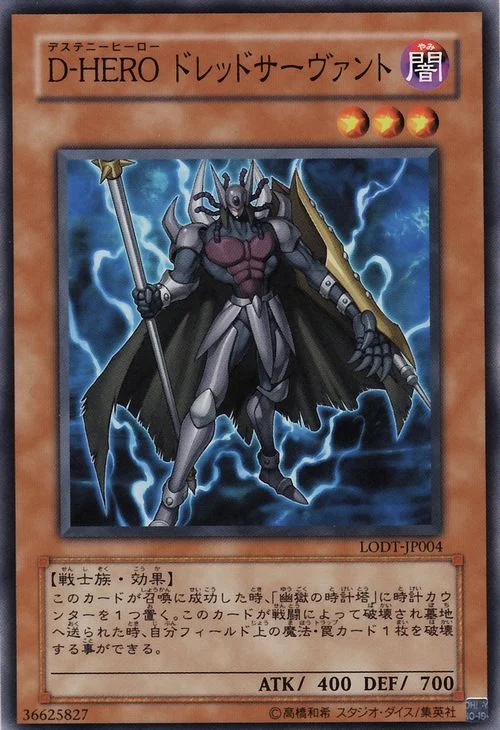 デステニーヒーロー
D-HERO ドレッドサーヴァント
やみ
闇
LODT-JP004
【戦士族・効果】
このカードが召喚に成功した時、「幽獄の時計塔」に時計カウ
ンターを1つ置く。このカードが戦闘によって破壊され墓地
へ送られた時、自分フィールド上の魔法・罠カード1枚を破壊
する事ができる。
ATK/ 400 DEF/ 700
36625827
©高橋和希 スタジオ・ダイス/集英社